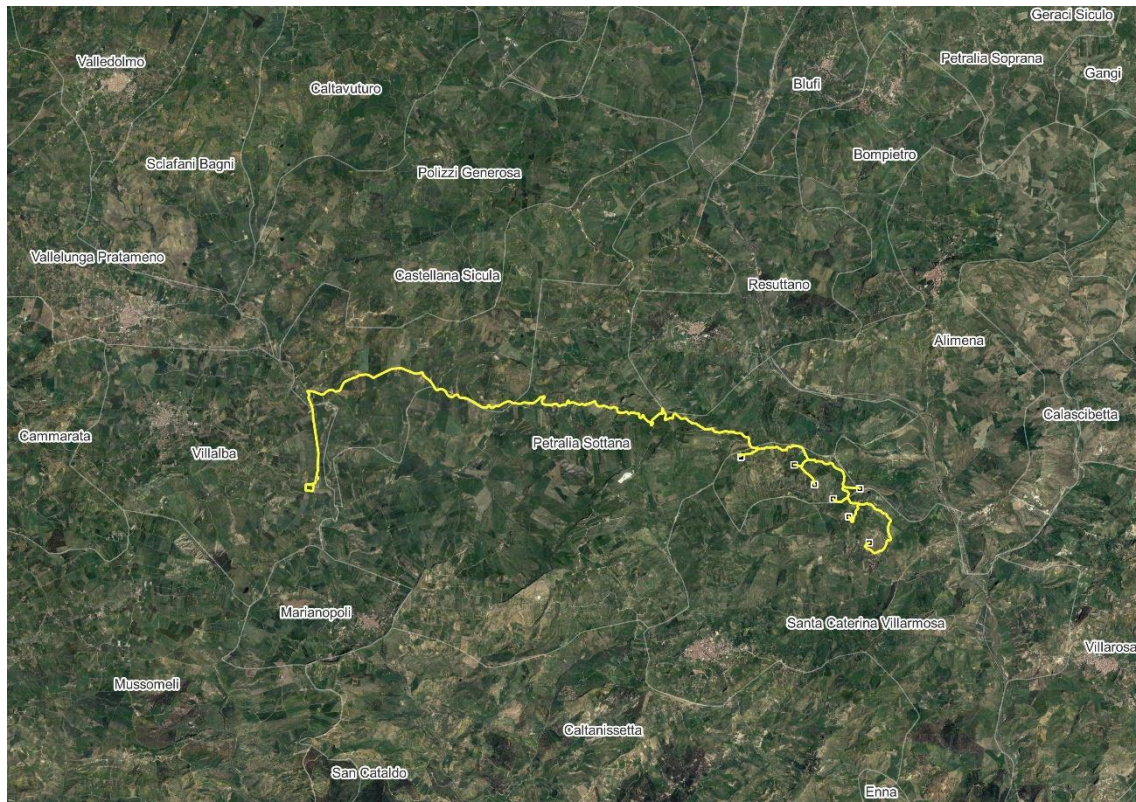 Geraci Siculo
Valledolmo
Petralia Soprana
Gangi
Caltavuturo
Blufi
Sclafani Bagni
Bompietro
Polizzi Generosa
Vallelunga Pratameno
Castellana Sicula
Resuttano
Alimena
Calascibetta
Cammarata
Villalba
Petralia Sottana
Marianopoli
Santa Caterina Villarmosa
Villarosa
Mussomeli
Caltanissetta
San Cataldo
Enna